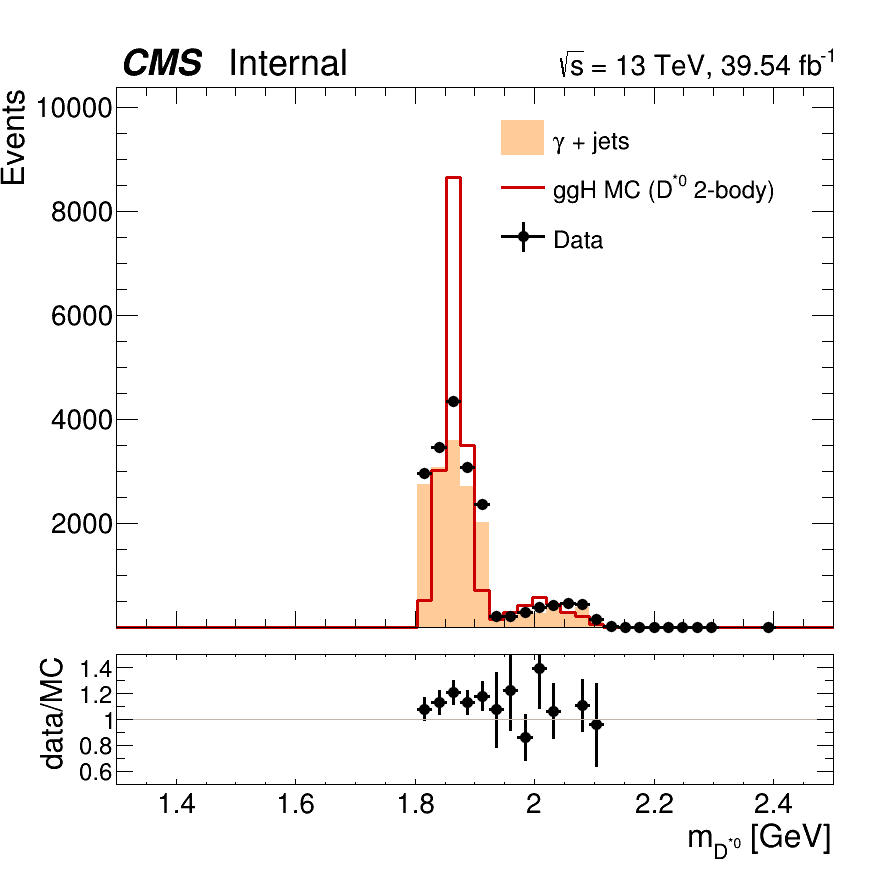 CMS Internal √s = 13 TeV, 39.54 fb⁻¹
Events
10000
8000
6000
4000
2000
γ + jets
ggH MC (D*⁰ 2-body)
Data
data/MC
1.4
1.2
1
0.8
0.6
1.4 1.6 1.8 2 2.2 2.4
m_D*⁰ [GeV]